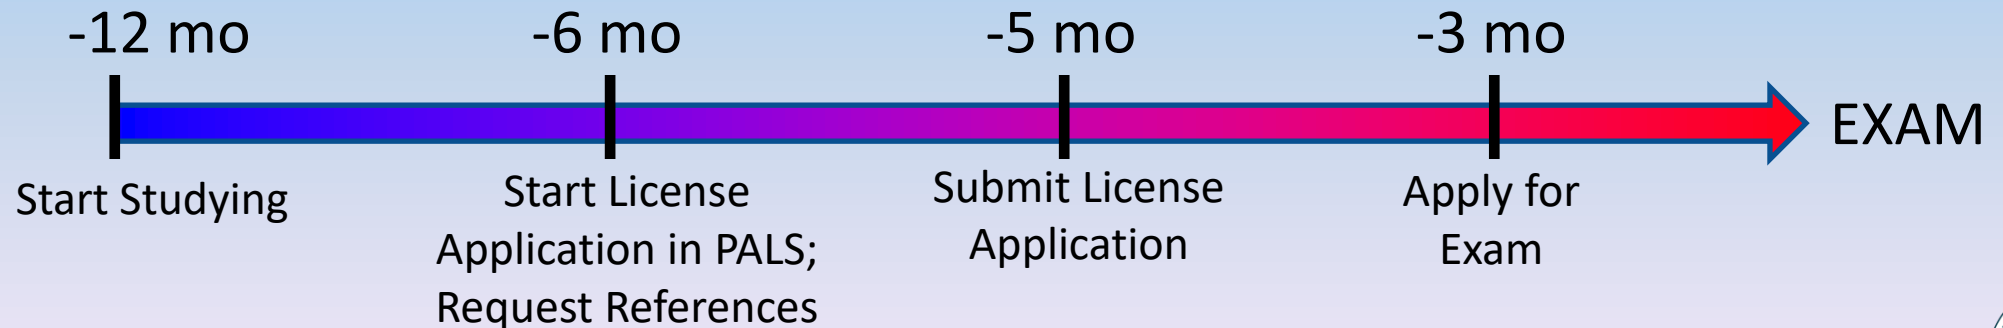 -12 mo
-6 mo
-5 mo
-3 mo
EXAM
Start Studying
Start License
Application in PALS;
Request References
Submit License
Application
Apply for
Exam